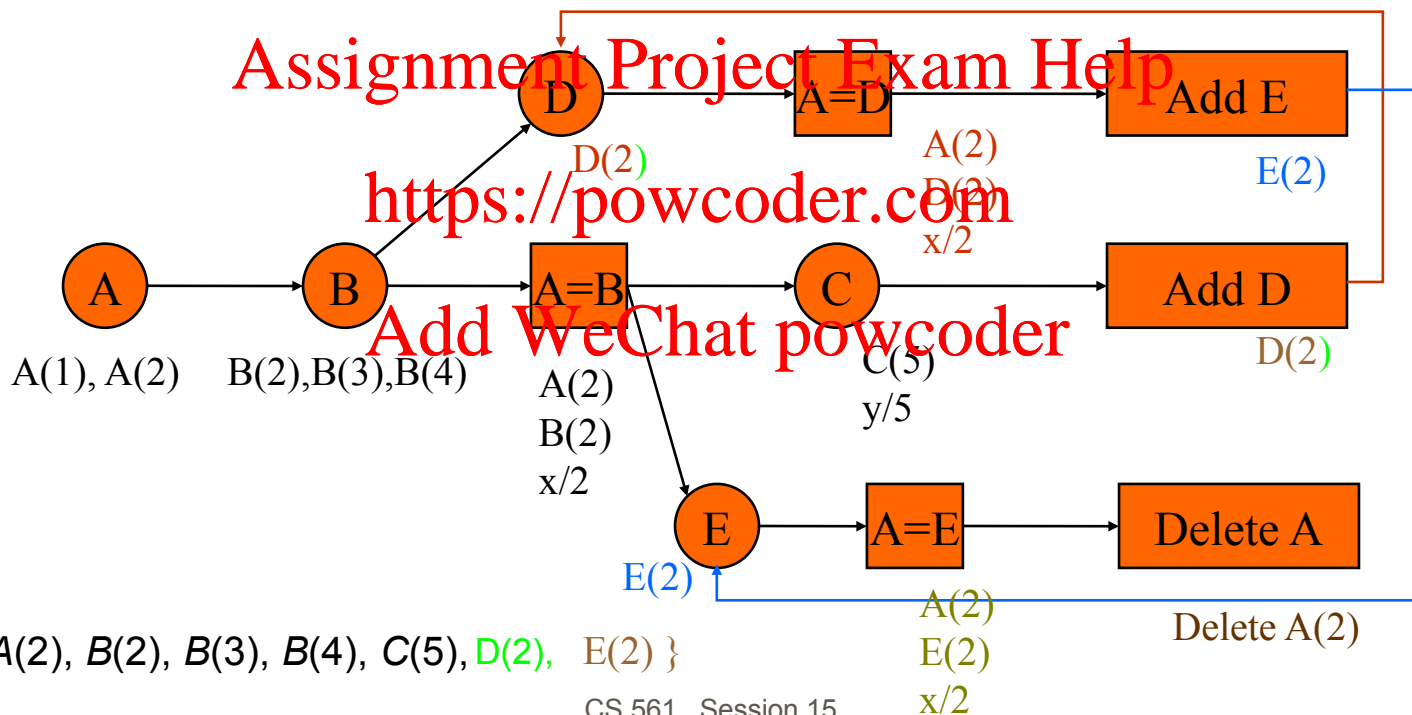 Assignment Project Exam Help
D
A=D
Add E
D(2)
A(2)
D(2)
x/2
E(2)
https://powcoder.com
A
B
A=B
C
Add D
Add WeChat powcoder
A(1), A(2)
B(2),B(3),B(4)
A(2)
B(2)
x/2
C(5)
y/5
D(2)
E
A=E
Delete A
E(2)
A(2)
E(2)
x/2
Delete A(2)
A(2), B(2), B(3), B(4), C(5), D(2), E(2) }
CS 561, Session 15